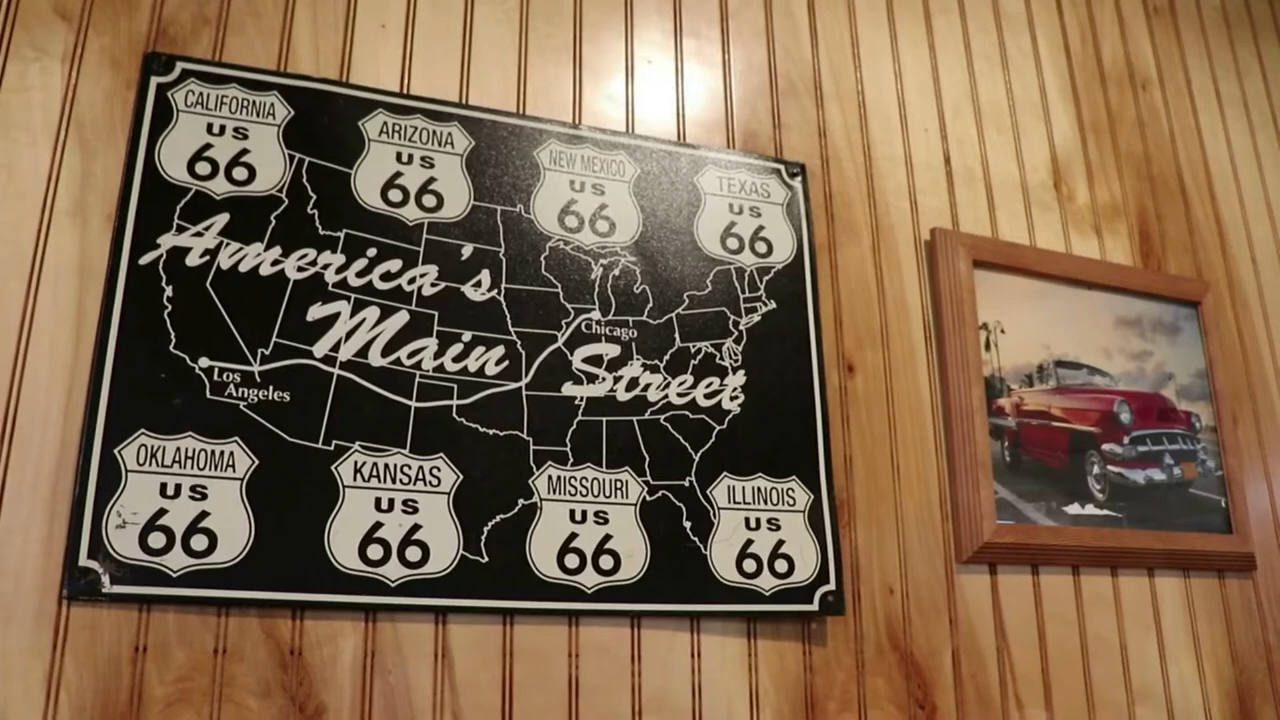 CALIFORNIA
US
66
ARIZONA
US
66
NEW MEXICO
US
66
TEXAS
US
66
America's
Main
Street
Chicago
Los
Angeles
OKLAHOMA
US
66
KANSAS
US
66
MISSOURI
US
66
ILLINOIS
US
66